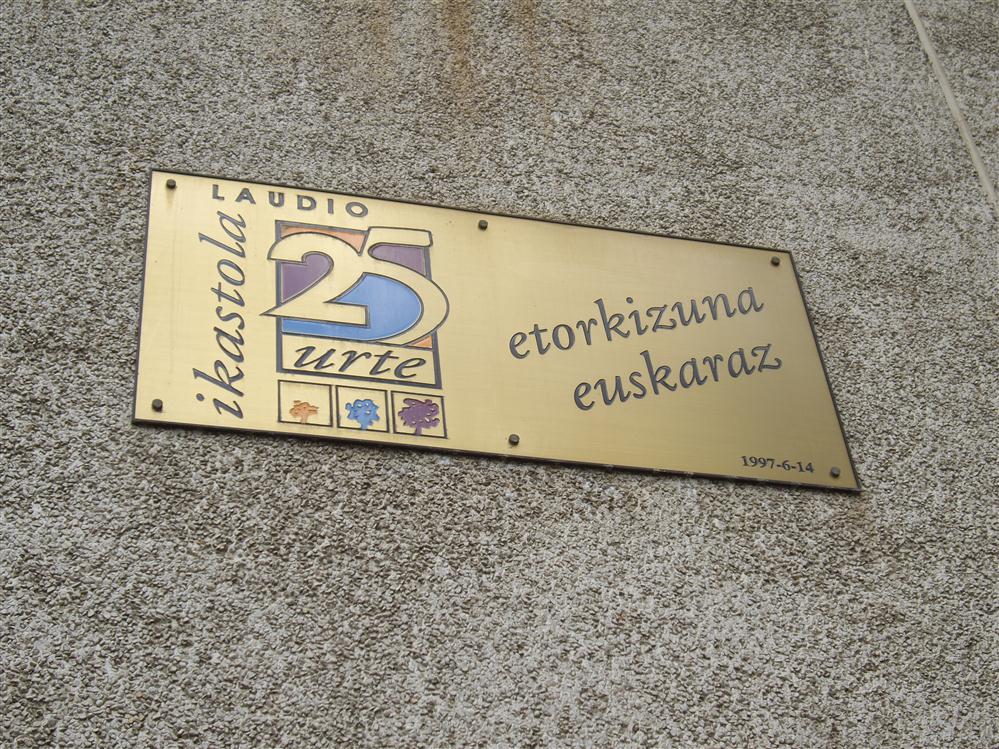 LAUDIO
ikastola
25
urte
etorkizuna
euskaraz
1997-6-14